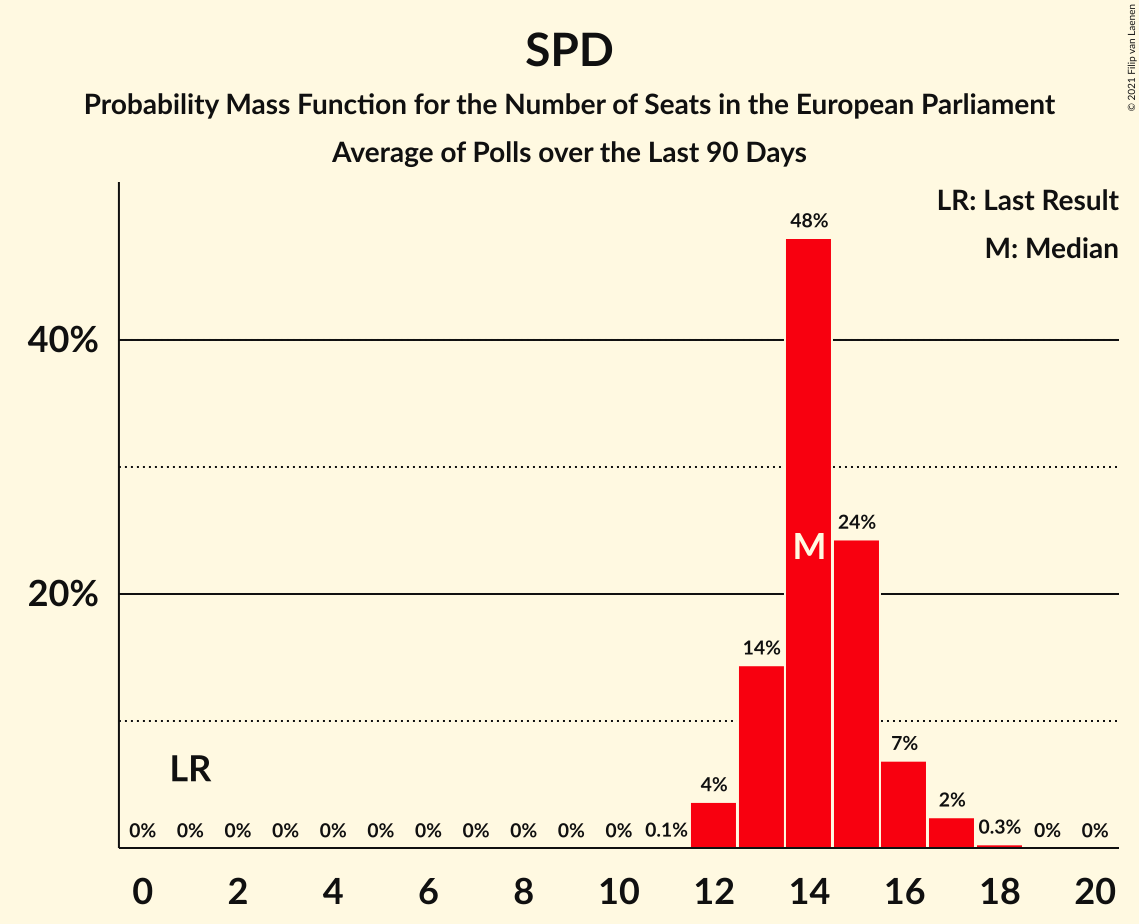 SPD
Probability Mass Function for the Number of Seats in the European Parliament
Average of Polls over the Last 90 Days
© 2021 Filip van Laenen
LR: Last Result
M: Median
48%
40%
24%
M
20%
14%
7%
LR
4%
2%
0% 0% 0% 0% 0% 0% 0% 0% 0% 0% 0% 0.1% 0.3% 0% 0%
0 2 4 6 8 10 12 14 16 18 20